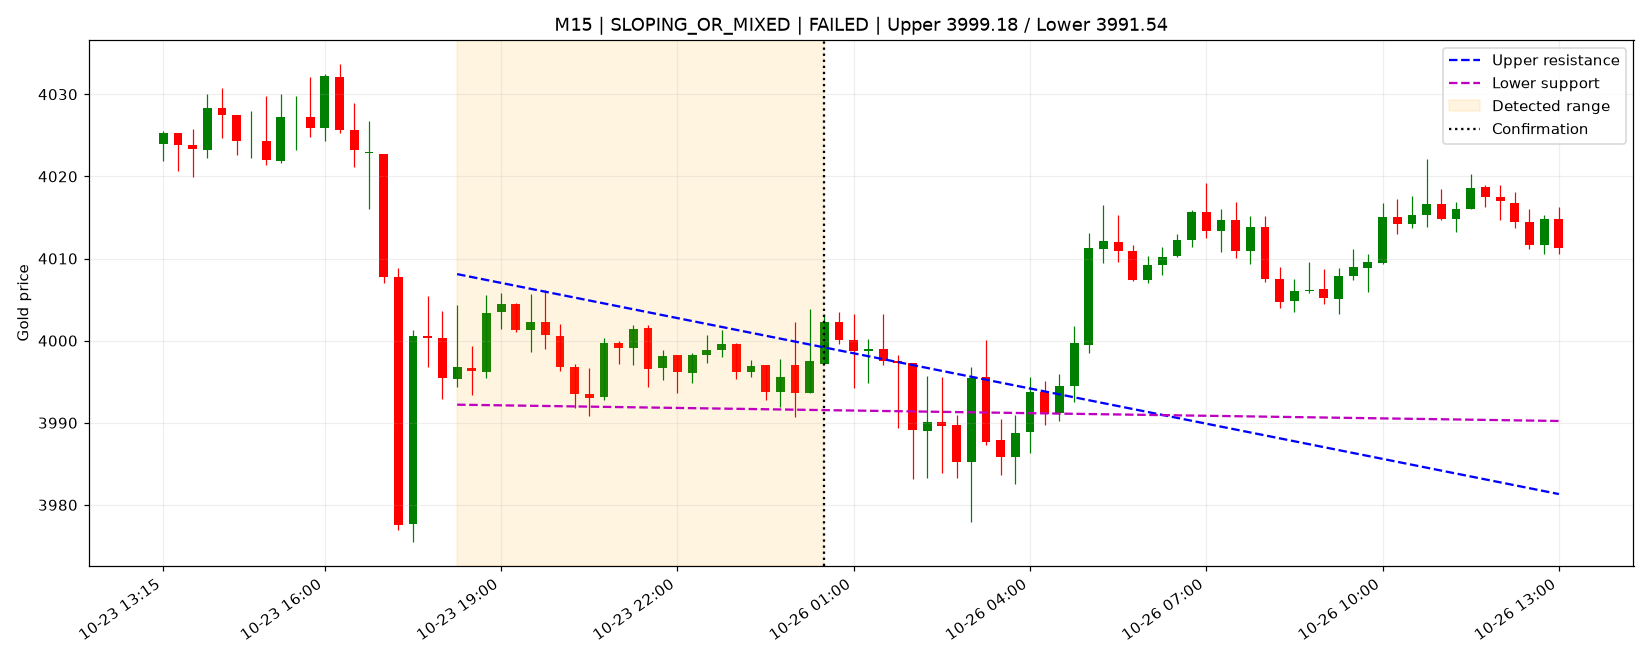 M15 | SLOPING_OR_MIXED | FAILED | Upper 3999.18 / Lower 3991.54
Upper resistance
Lower support
Detected range
Confirmation
Gold price
4030
4020
4010
4000
3990
3980
10-23 13:15
10-23 16:00
10-23 19:00
10-23 22:00
10-26 01:00
10-26 04:00
10-26 07:00
10-26 10:00
10-26 13:00